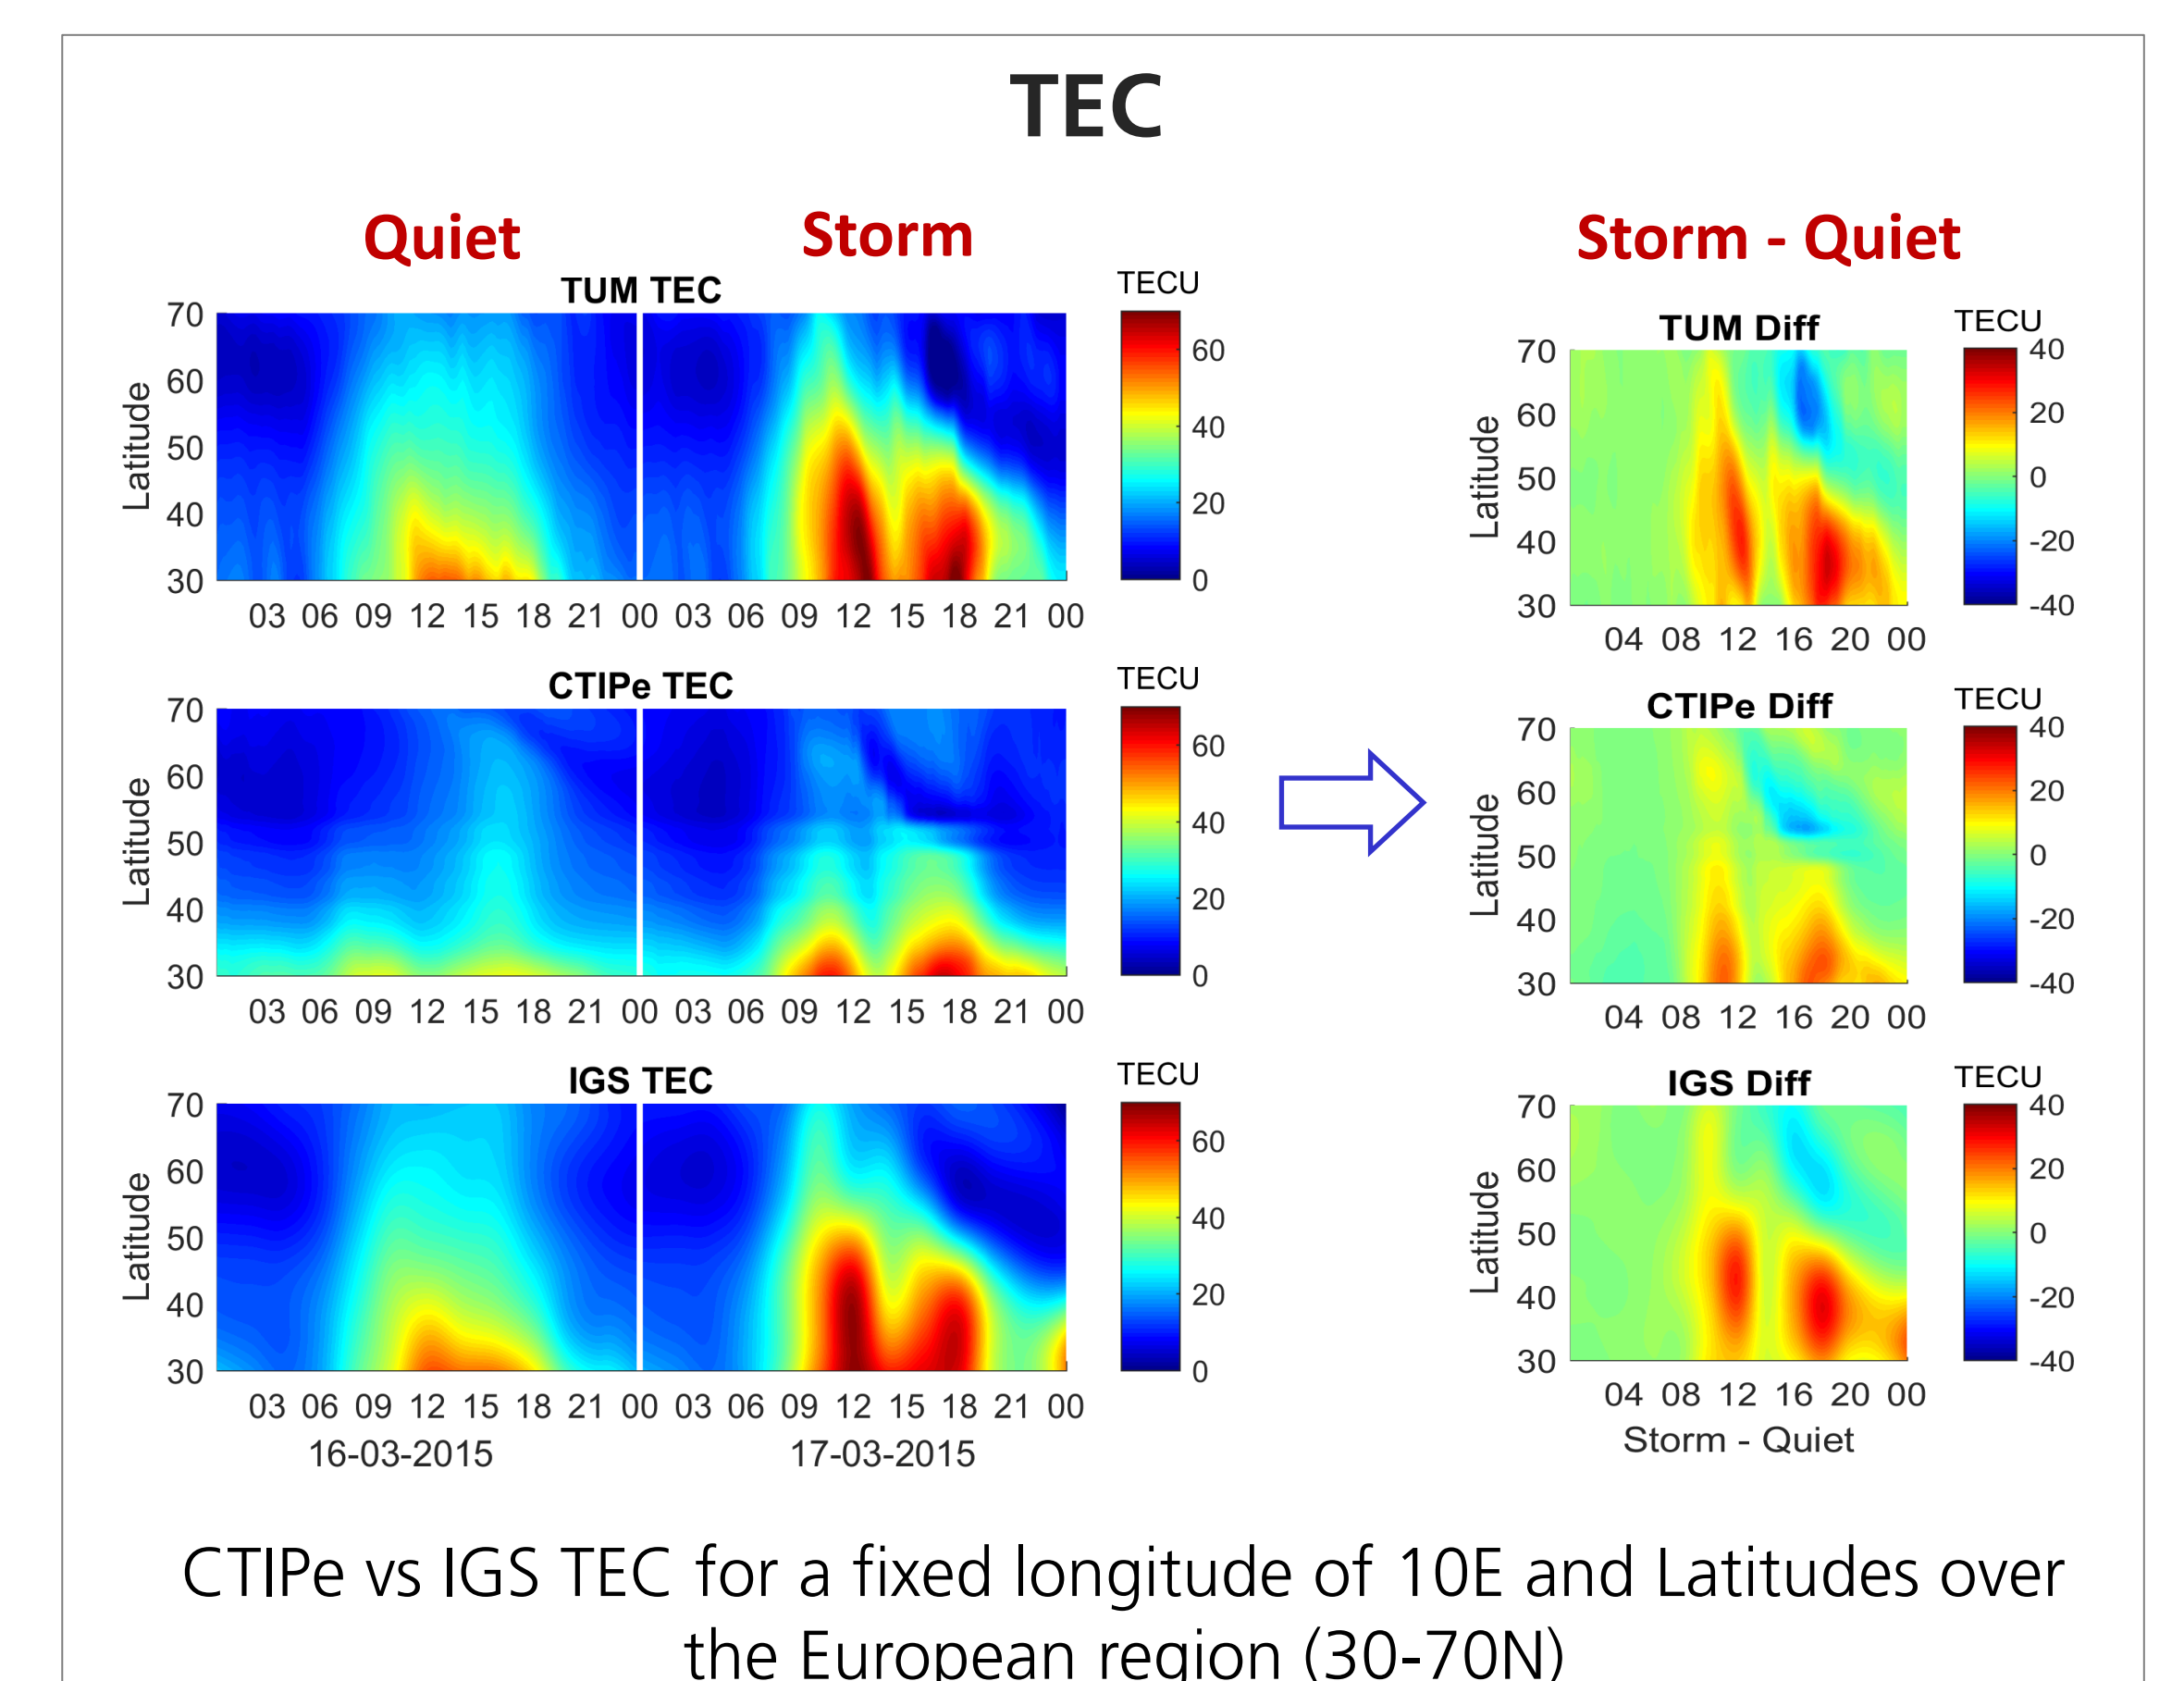 TEC
Quiet Storm Storm - Quiet
TUM TEC
TECU
70
60
50
40
30
Latitude
03 06 09 12 15 18 21 00 03 06 09 12 15 18 21 00
60
40
20
0
TUM Diff
TECU
70
60
50
40
30
Latitude
04 08 12 16 20 00
40
20
0
-20
-40
CTIPe TEC
TECU
70
60
50
40
30
Latitude
03 06 09 12 15 18 21 00 03 06 09 12 15 18 21 00
60
40
20
0
CTIPe Diff
TECU
70
60
50
40
30
Latitude
04 08 12 16 20 00
40
20
0
-20
-40
IGS TEC
TECU
70
60
50
40
30
Latitude
03 06 09 12 15 18 21 00 03 06 09 12 15 18 21 00
16-03-2015 17-03-2015
60
40
20
0
IGS Diff
TECU
70
60
50
40
30
Latitude
04 08 12 16 20 00
Storm - Quiet
40
20
0
-20
-40
CTIPe vs IGS TEC for a fixed longitude of 10E and Latitudes over
the European region (30-70N)